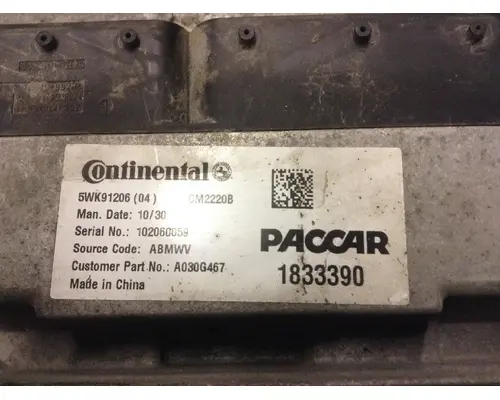 Continental
5WK91206 (04) CM2220B
Man. Date: 10/30
Serial No.: 102060659
Source Code: ABMWV
Customer Part No.: A030G467
Made in China
PACCAR
1833390